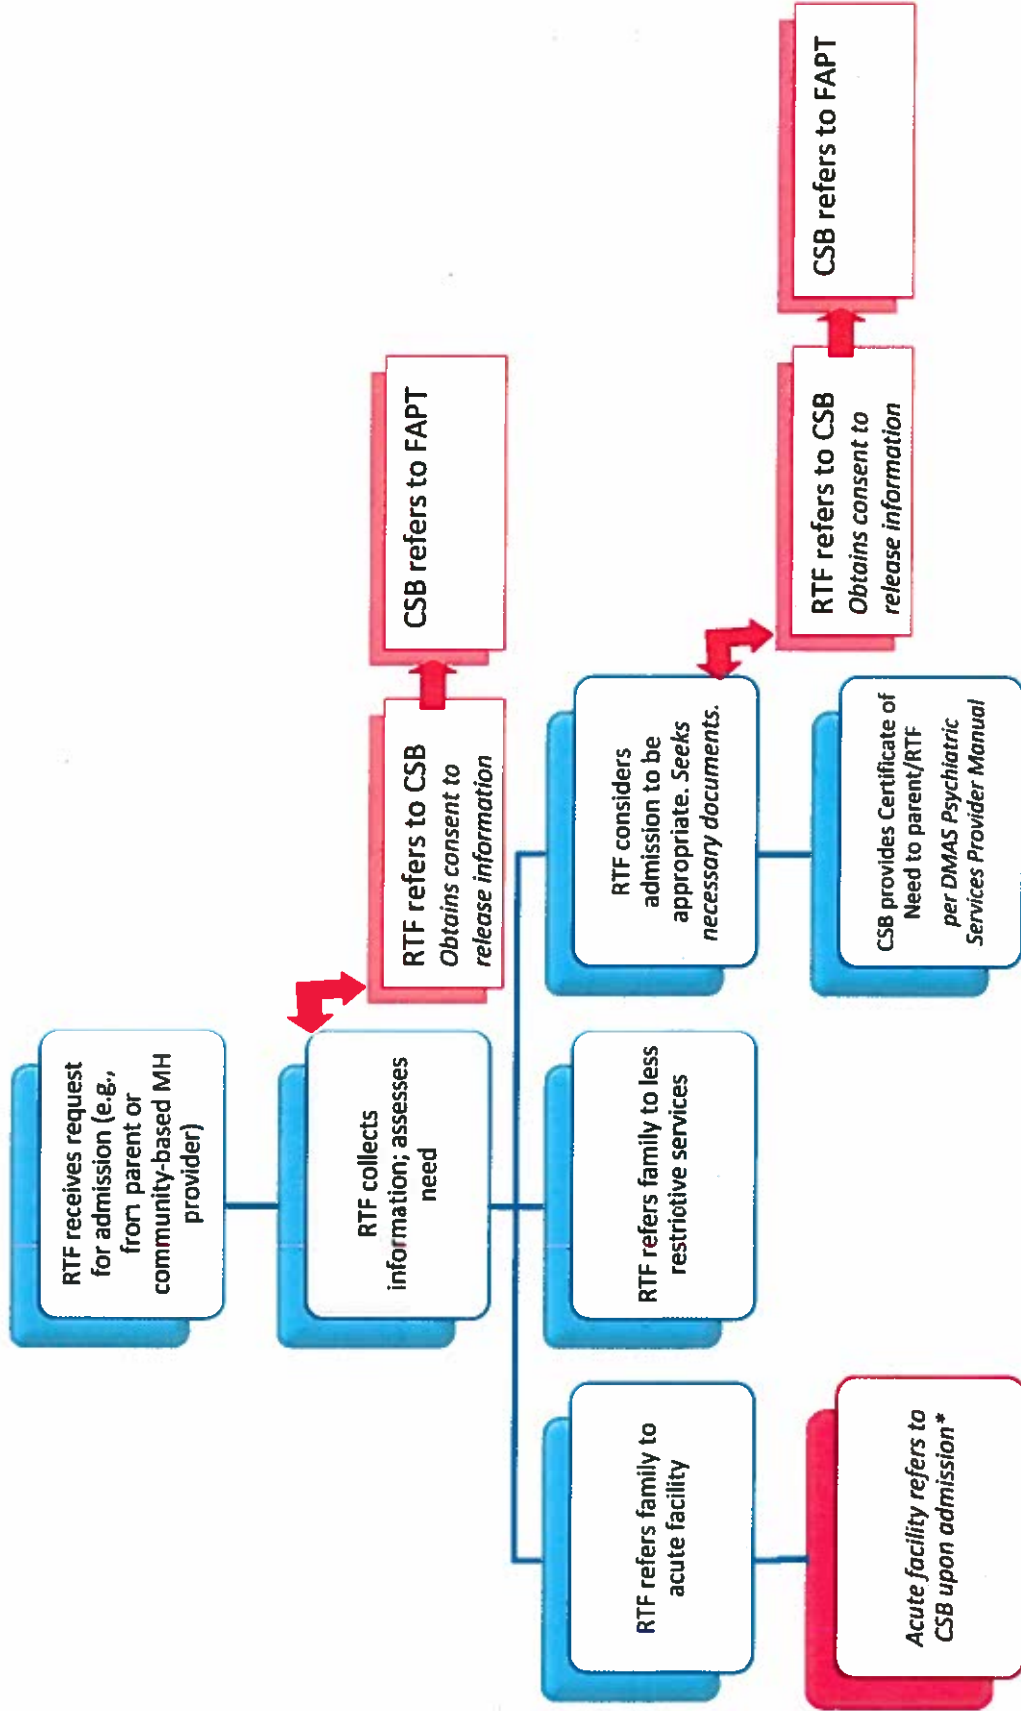 RTF receives request
for admission (e.g.,
from parent or
community-based MH
provider)
RTF collects
information; assesses
need
RTF refers to CSB
Obtains consent to
release information
CSB refers to FAPT
RTF refers family to
acute facility
RTF refers family to less
restrictive services
RTF considers
admission to be
appropriate. Seeks
necessary documents.
RTF refers to CSB
Obtains consent to
release information
CSB refers to FAPT
Acute facility refers to
CSB upon admission*
CSB provides Certificate of
Need to parent/RTF
per DMAS Psychiatric
Services Provider Manual